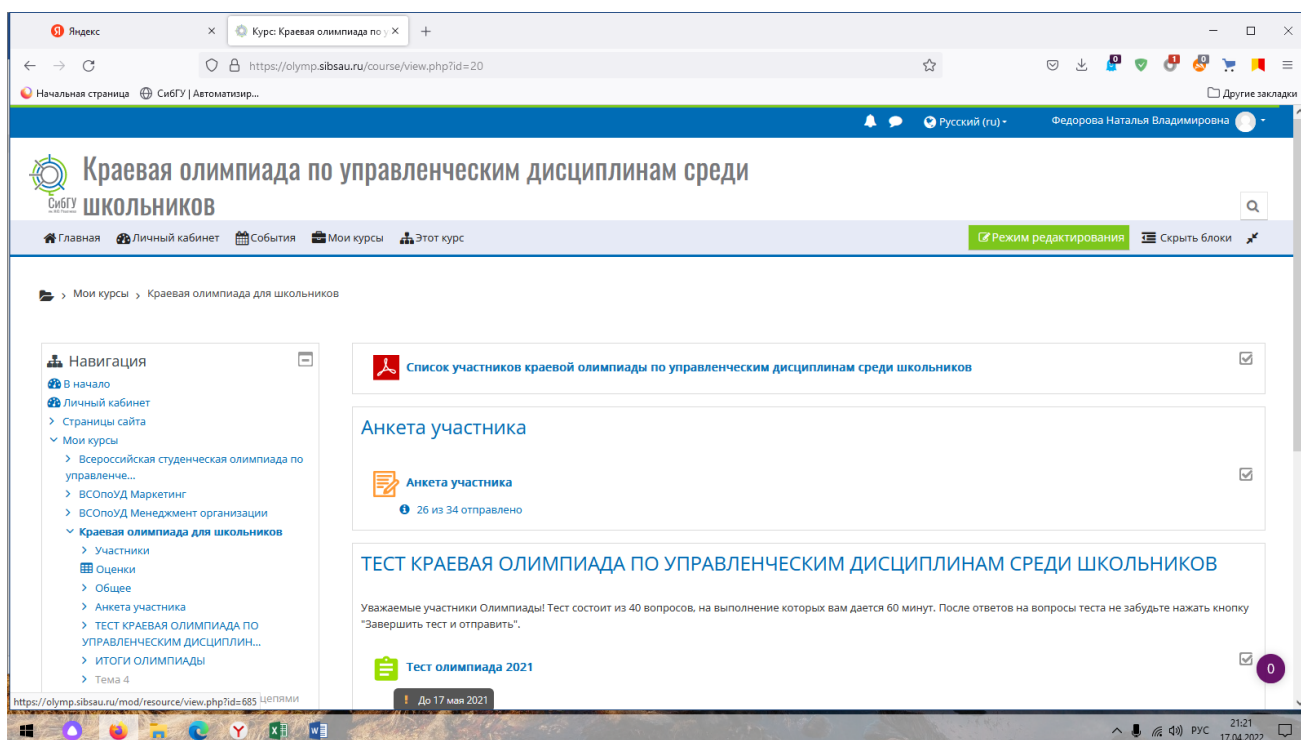 Яндекс
Курс: Краевая олимпиада по у
https://olymp.sibsau.ru/course/view.php?id=20
0
1
0
Начальная страница СибГУ | Автоматизир...
Другие закладки
Русский (ru)
Федорова Наталья Владимировна
СибГУ
Краевая олимпиада по управленческим дисциплинам среди
школьников
Главная Личный кабинет События Мои курсы Этот курс
Режим редактирования Скрыть блоки
Мои курсы > Краевая олимпиада для школьников
Навигация
В начало
Личный кабинет
Страницы сайта
Мои курсы
Всероссийская студенческая олимпиада по
управленче...
ВСОпоУД Маркетинг
ВСОпоУД Менеджмент организации
Краевая олимпиада для школьников
Участники
Оценки
Общее
Анкета участника
ТЕСТ КРАЕВАЯ ОЛИМПИАДА ПО
УПРАВЛЕНЧЕСКИМ ДИСЦИПЛИН...
ИТОГИ ОЛИМПИАДЫ
Тема 4
Список участников краевой олимпиады по управленческим дисциплинам среди школьников
Анкета участника
Анкета участника
26 из 34 отправлено
ТЕСТ КРАЕВАЯ ОЛИМПИАДА ПО УПРАВЛЕНЧЕСКИМ ДИСЦИПЛИНАМ СРЕДИ ШКОЛЬНИКОВ
Уважаемые участники Олимпиады! Тест состоит из 40 вопросов, на выполнение которых вам дается 60 минут. После ответов на вопросы теста не забудьте нажать кнопку
"Завершить тест и отправить".
Тест олимпиада 2021
До 17 мая 2021
0
https://olymp.sibsau.ru/mod/resource/view.php?id=685
РУС
21:21
17.04.2022